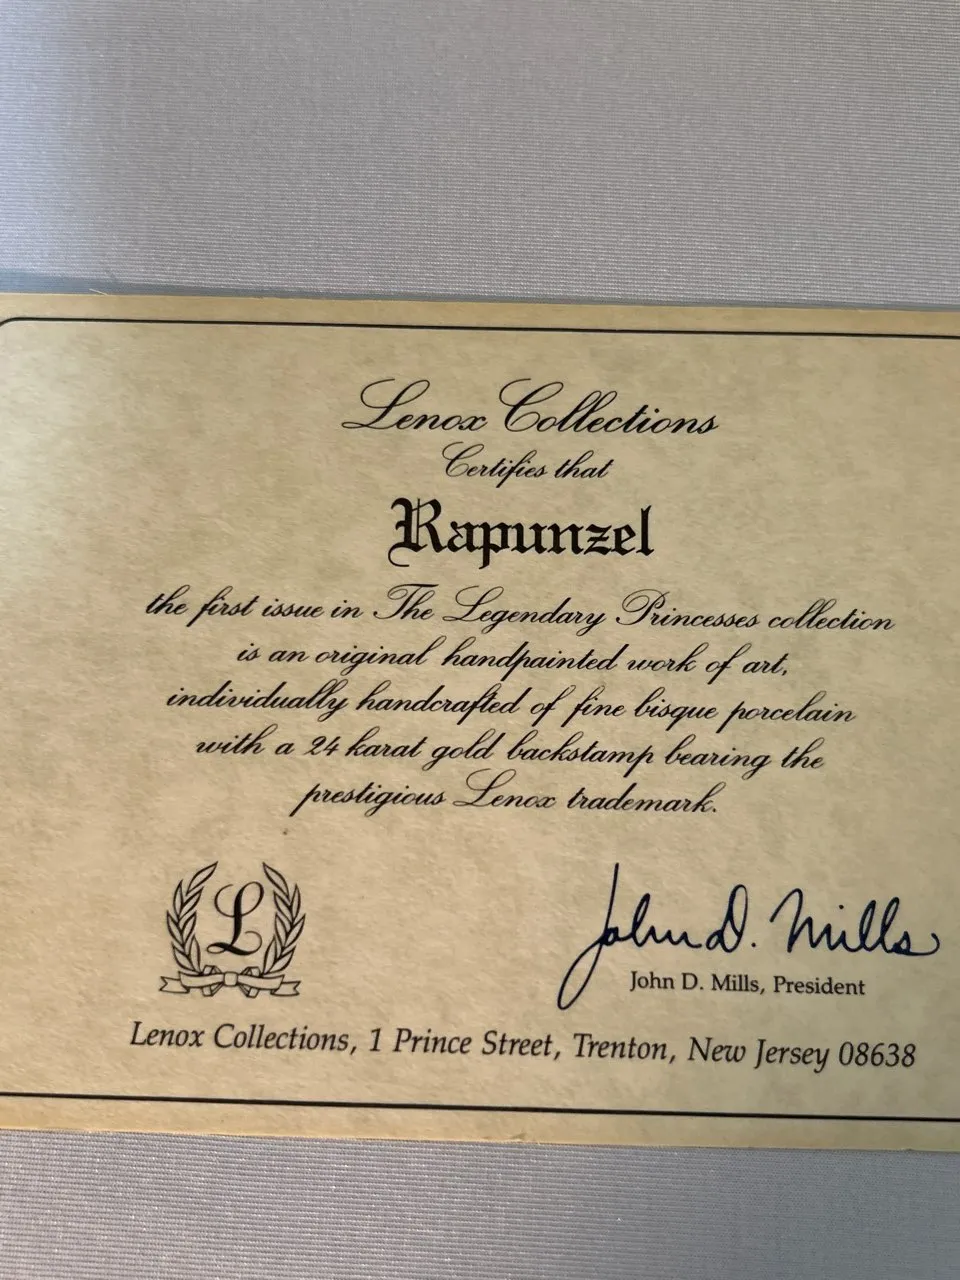 Lenox Collections
Certifies that
Rapunzel
the first issue in The Legendary Princesses collection
is an original handpainted work of art,
individually handcrafted of fine bisque porcelain
with a 24 karat gold backstamp bearing the
prestigious Lenox trademark.
L
John D. Mills
John D. Mills, President
Lenox Collections, 1 Prince Street, Trenton, New Jersey 08638